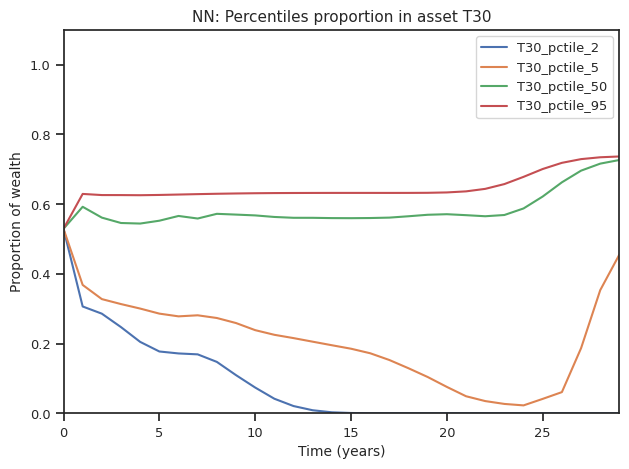 NN: Percentiles proportion in asset T30
T30_pctile_2
T30_pctile_5
T30_pctile_50
T30_pctile_95
Proportion of wealth
1.0
0.8
0.6
0.4
0.2
0.0
0 5 10 15 20 25
Time (years)